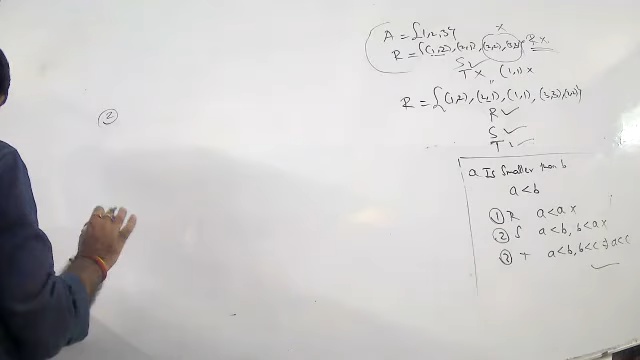 ②
A = {1,2,3}
x
R = {(1,2), (2,1), (2,2), (3,3)} R x
S ✓
T x (1,1) x
R = {(1,2), (2,1), (1,1), (3,3), (2,2)}
R ✓
S ✓
T ✓
a Is Smaller than b
a < b
① R a < a x
② S a < b, b < a x
③ T a < b, b < c ⇒ a < c
✓